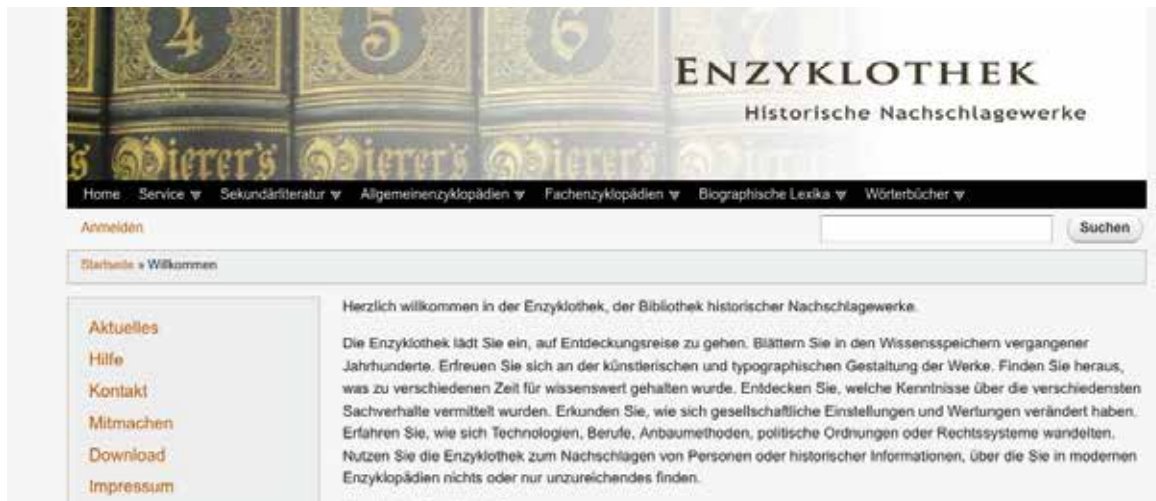 4 5 6 7
ENZYKLOTHEK
Historische Nachschlagewerke
Pierer's Pierer's Pierer's
Home Service Sekundärliteratur Allgemeinenzyklopädien Fachenzyklopädien Biographische Lexika Wörterbücher
Anmelden Suchen
Startseite » Willkommen
Aktuelles
Hilfe
Kontakt
Mitmachen
Download
Impressum
Herzlich willkommen in der Enzyklothek, der Bibliothek historischer Nachschlagewerke.
Die Enzyklothek lädt Sie ein, auf Entdeckungsreise zu gehen. Blättern Sie in den Wissensspeichern vergangener
Jahrhunderte. Erfreuen Sie sich an der künstlerischen und typographischen Gestaltung der Werke. Finden Sie heraus,
was zu verschiedenen Zeit für wissenswert gehalten wurde. Entdecken Sie, welche Kenntnisse über die verschiedensten
Sachverhalte vermittelt wurden. Erkunden Sie, wie sich gesellschaftliche Einstellungen und Wertungen verändert haben.
Erfahren Sie, wie sich Technologien, Berufe, Anbaumethoden, politische Ordnungen oder Rechtssysteme wandelten.
Nutzen Sie die Enzyklothek zum Nachschlagen von Personen oder historischer Informationen, über die Sie in modernen
Enzyklopädien nichts oder nur unzureichendes finden.